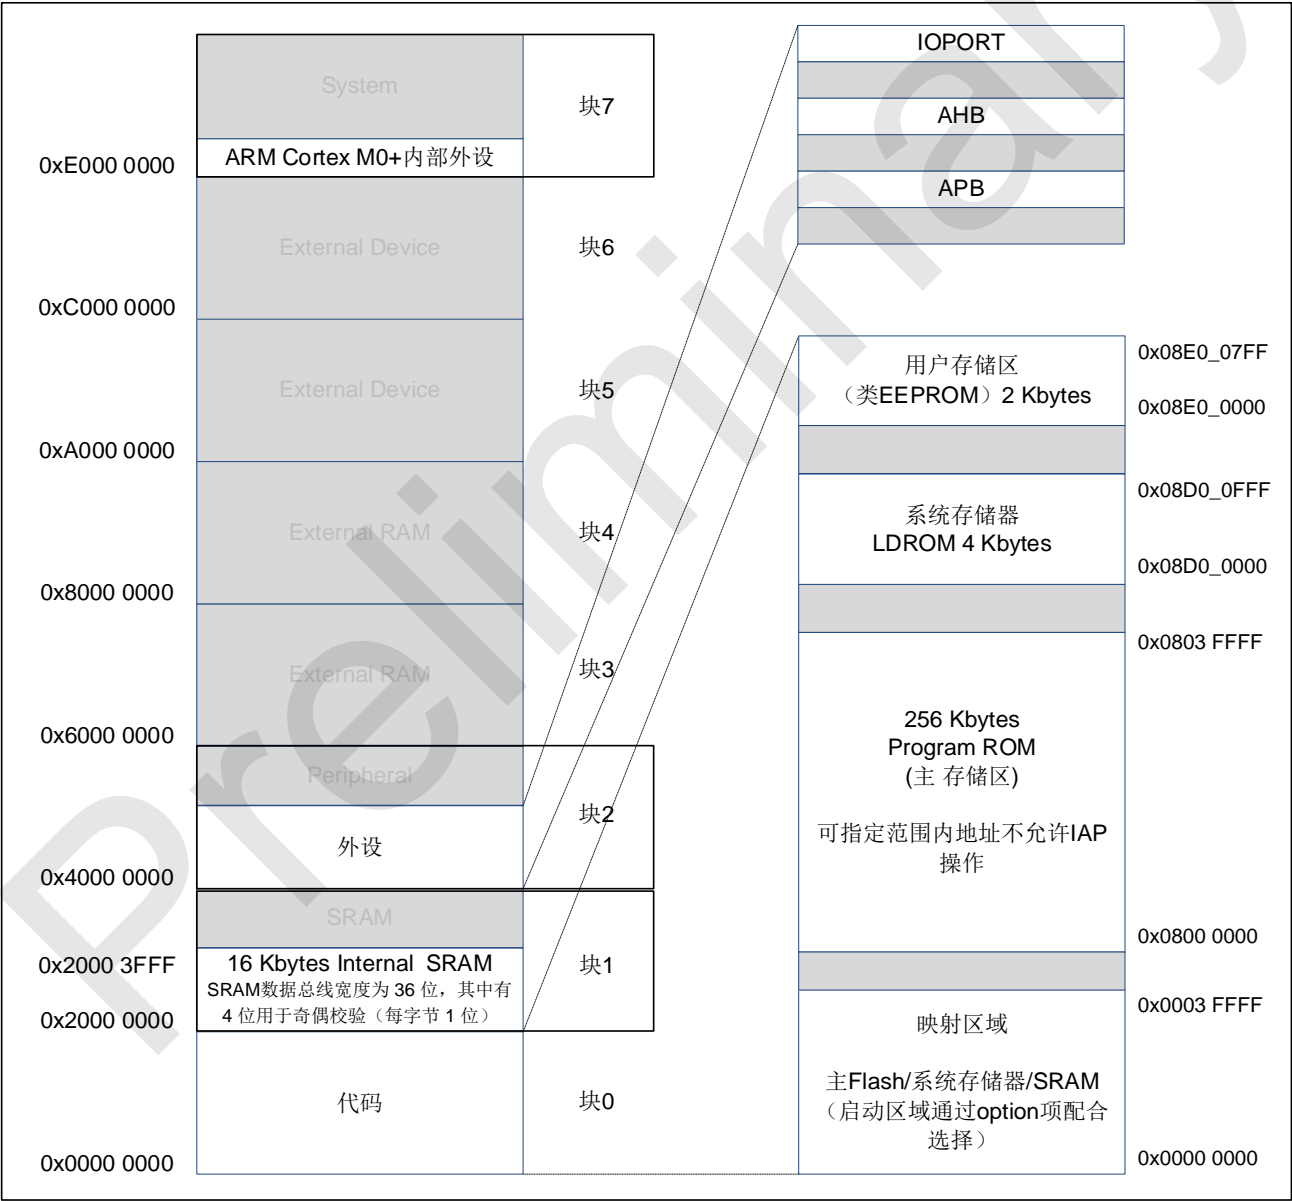 System
块7
0xE000 0000
ARM Cortex M0+内部外设
External Device
块6
0xC000 0000
External Device
块5
0xA000 0000
External RAM
块4
0x8000 0000
External RAM
块3
0x6000 0000
Peripheral
块2
外设
0x4000 0000
SRAM
0x2000 3FFF
16 Kbytes Internal SRAM
SRAM数据总线宽度为 36 位，其中有
4 位用于奇偶校验（每字节 1 位）
块1
0x2000 0000
代码
块0
0x0000 0000
IOPORT
AHB
APB
用户存储区
（类EEPROM）2 Kbytes
0x08E0_07FF
0x08E0_0000
系统存储器
LDROM 4 Kbytes
0x08D0_0FFF
0x08D0_0000
0x0803 FFFF
256 Kbytes
Program ROM
(主 存储区)
可指定范围内地址不允许IAP
操作
0x0800 0000
0x0003 FFFF
映射区域
主Flash/系统存储器/SRAM
（启动区域通过option项配合
选择）
0x0000 0000
Preliminary